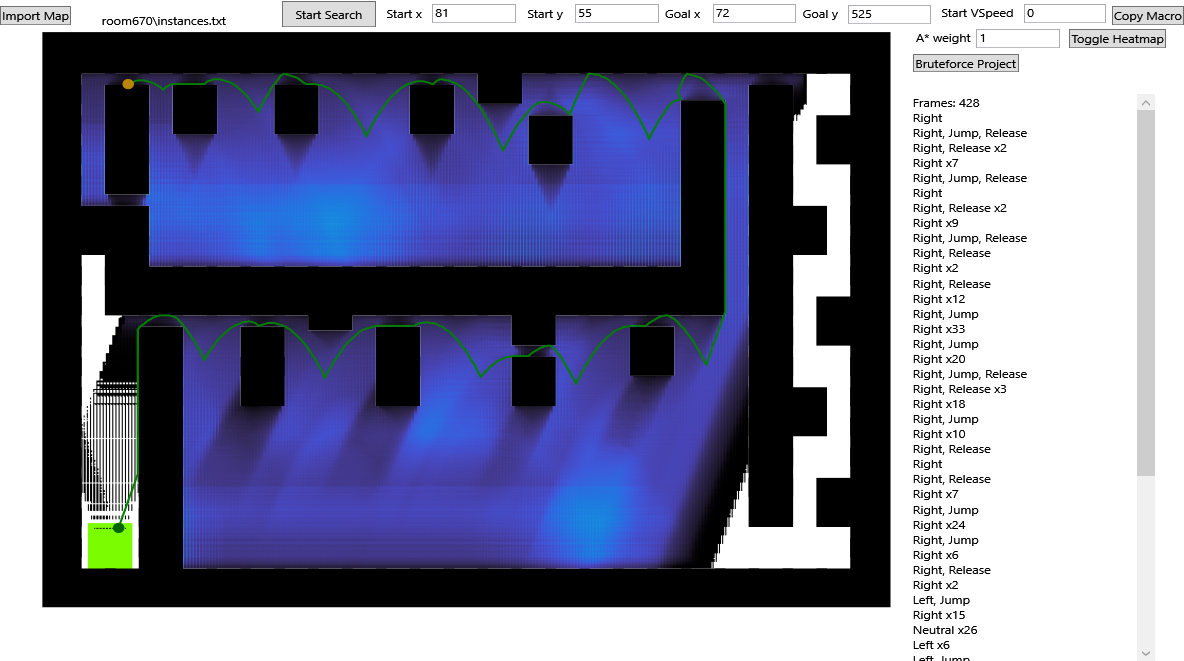 Import Map
room670\instances.txt
Start Search
Start x 81
Start y 55
Goal x 72
Goal y 525
Start VSpeed 0
Copy Macro
A* weight 1
Toggle Heatmap
Bruteforce Project
Frames: 428
Right
Right, Jump, Release
Right, Release x2
Right x7
Right, Jump, Release
Right
Right, Release x2
Right x9
Right, Jump, Release
Right, Release
Right x2
Right, Release
Right x12
Right, Jump
Right x33
Right, Jump
Right x20
Right, Jump, Release
Right, Release x3
Right x18
Right, Jump
Right x10
Right, Release
Right
Right, Release
Right x7
Right, Jump
Right x24
Right, Jump
Right x6
Right, Release
Right x2
Left, Jump
Right x15
Neutral x26
Left x6
Left, Jump